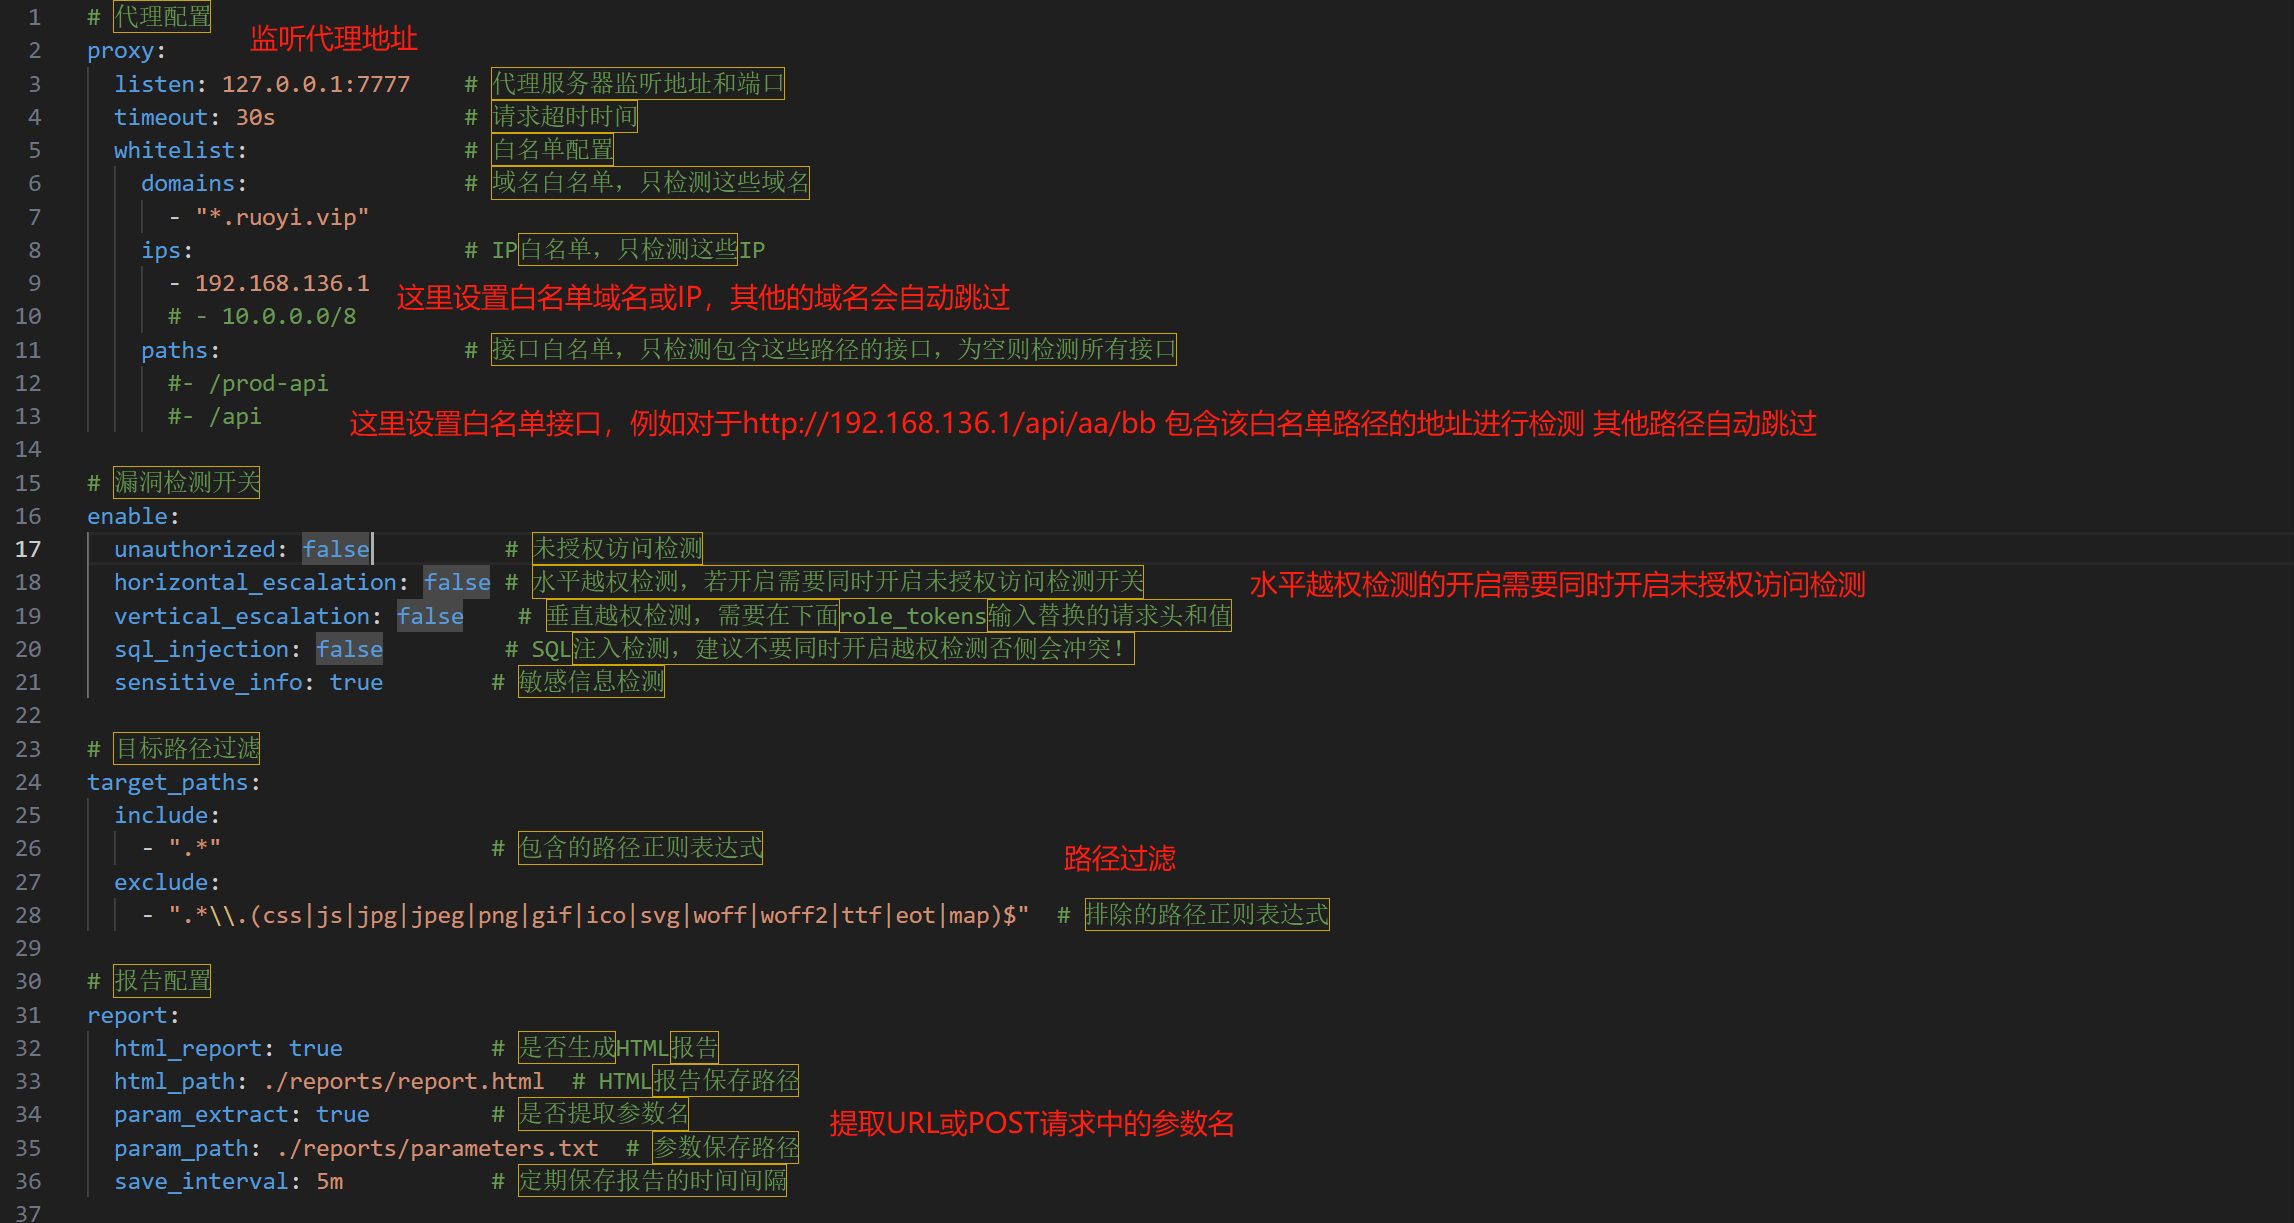 1 # 代理配置
监听代理地址
2 proxy:
3 listen: 127.0.0.1:7777 # 代理服务器监听地址和端口
4 timeout: 30s # 请求超时时间
5 whitelist: # 白名单配置
6 domains: # 域名白名单，只检测这些域名
7 - "*.ruoyi.vip"
8 ips: # IP白名单，只检测这些IP
9 - 192.168.136.1
这里设置白名单域名或IP，其他的域名会自动跳过
10 # - 10.0.0.0/8
11 paths: # 接口白名单，只检测包含这些路径的接口，为空则检测所有接口
12 #- /prod-api
13 #- /api
这里设置白名单接口，例如对于http://192.168.136.1/api/aa/bb 包含该白名单路径的地址进行检测 其他路径自动跳过
14
15 # 漏洞检测开关
16 enable:
17 unauthorized: false # 未授权访问检测
18 horizontal_escalation: false # 水平越权检测，若开启需要同时开启未授权访问检测开关
水平越权检测的开启需要同时开启未授权访问检测
19 vertical_escalation: false # 垂直越权检测，需要在下面role_tokens输入替换的请求头和值
20 sql_injection: false # SQL注入检测，建议不要同时开启越权检测否侧会冲突！
21 sensitive_info: true # 敏感信息检测
22
23 # 目标路径过滤
24 target_paths:
25 include:
26 - ".*" # 包含的路径正则表达式
路径过滤
27 exclude:
28 - ".*\\.(css|js|jpg|jpeg|png|gif|ico|svg|woff|woff2|ttf|eot|map)$" # 排除的路径正则表达式
29
30 # 报告配置
31 report:
32 html_report: true # 是否生成HTML报告
33 html_path: ./reports/report.html # HTML报告保存路径
34 param_extract: true # 是否提取参数名
提取URL或POST请求中的参数名
35 param_path: ./reports/parameters.txt # 参数保存路径
36 save_interval: 5m # 定期保存报告的时间间隔
37